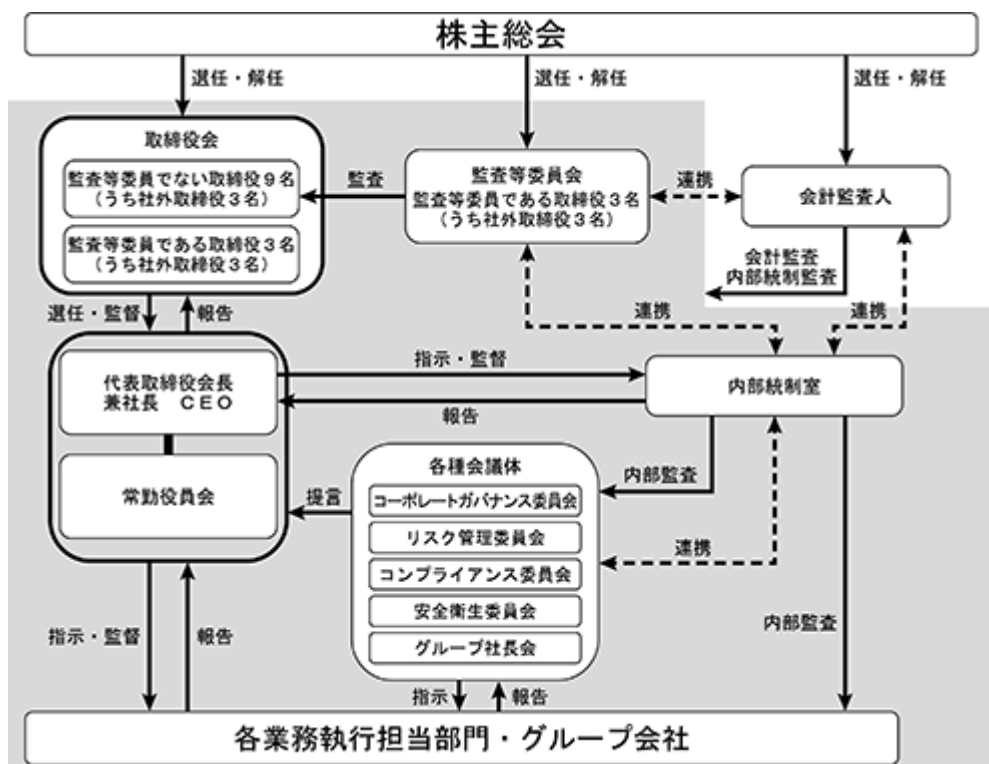 株主総会
選任・解任
選任・解任
選任・解任
取締役会
監査等委員でない取締役9名
(うち社外取締役3名)
監査等委員である取締役3名
(うち社外取締役3名)
監査
監査等委員会
監査等委員である取締役3名
(うち社外取締役3名)
連携
会計監査人
会計監査
内部統制監査
選任・監督
報告
連携
連携
代表取締役会長
兼社長 CEO
常勤役員会
指示・監督
報告
内部統制室
各種会議体
コーポレートガバナンス委員会
リスク管理委員会
コンプライアンス委員会
安全衛生委員会
グループ社長会
提言
内部監査
連携
内部監査
指示・監督
報告
指示
報告
各業務執行担当部門・グループ会社